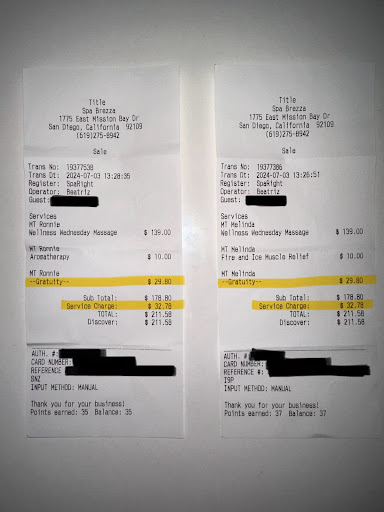 Title
Spa Brezza
1775 East Mission Bay Dr
San Diego, California 92109
(619)275-8942
Sale
Trans No: 19377538
Trans Dt: 2024-07-03 13:28:35
Register: SpaRight
Operator: Beatriz
Guest:
Services
MT Ronnie
Wellness Wednesday Massage $ 139.00
MT Ronnie
Aromatherapy $ 10.00
MT Ronnie
--Gratuity-- $ 29.80
Sub Total: $ 178.80
Service Charge: $ 32.78
TOTAL: $ 211.58
Discover: $ 211.58
AUTH. #:
CARD NUMBER:
REFERENCE
SNZ
INPUT METHOD: MANUAL
Thank you for your business!
Points earned: 35 Balance: 35
Title
Spa Brezza
1775 East Mission Bay Dr
San Diego, California 92109
(619)275-8942
Sale
Trans No: 19377386
Trans Dt: 2024-07-03 13:26:51
Register: SpaRight
Operator: Beatriz
Guest:
Services
MT Melinda
Wellness Wednesday Massage $ 139.00
MT Melinda
Fire and Ice Muscle Relief $ 10.00
MT Melinda
--Gratuity-- $ 29.80
Sub Total: $ 178.80
Service Charge: $ 32.78
TOTAL: $ 211.58
Discover: $ 211.58
AUTH. #:
CARD NUMBER:
REFERENCE #:
INPUT METHOD: MANUAL
Thank you for your business!
Points earned: 37 Balance: 37